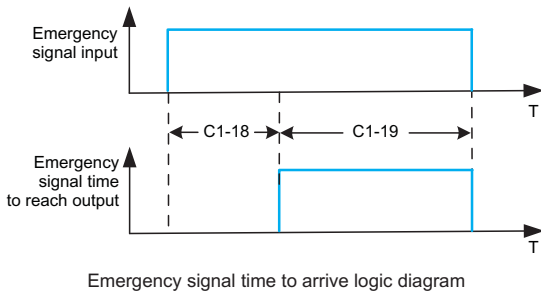 Emergency
signal input
T
C1-18
C1-19
Emergency
signal time
to reach output
T
Emergency signal time to arrive logic diagram